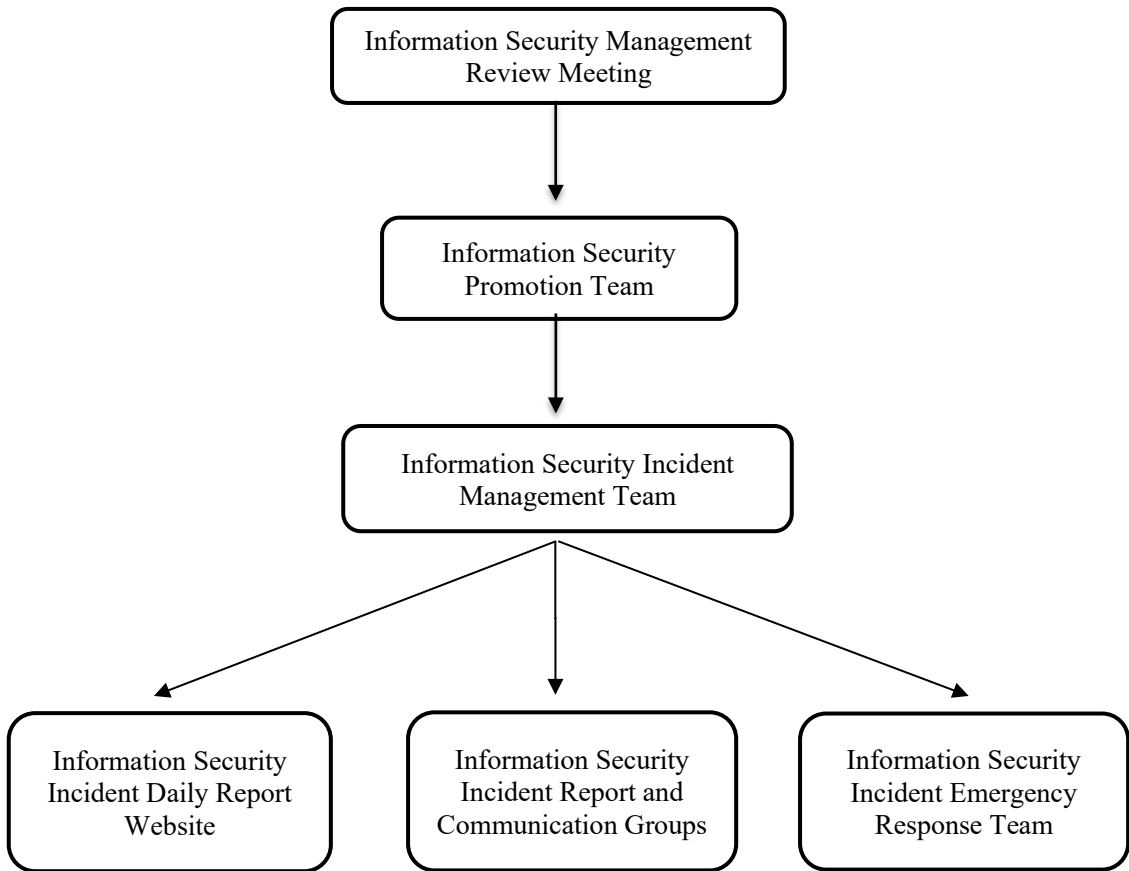 Information Security Management
Review Meeting
Information Security
Promotion Team
Information Security Incident
Management Team
Information Security
Incident Daily Report
Website
Information Security
Incident Report and
Communication Groups
Information Security
Incident Emergency
Response Team